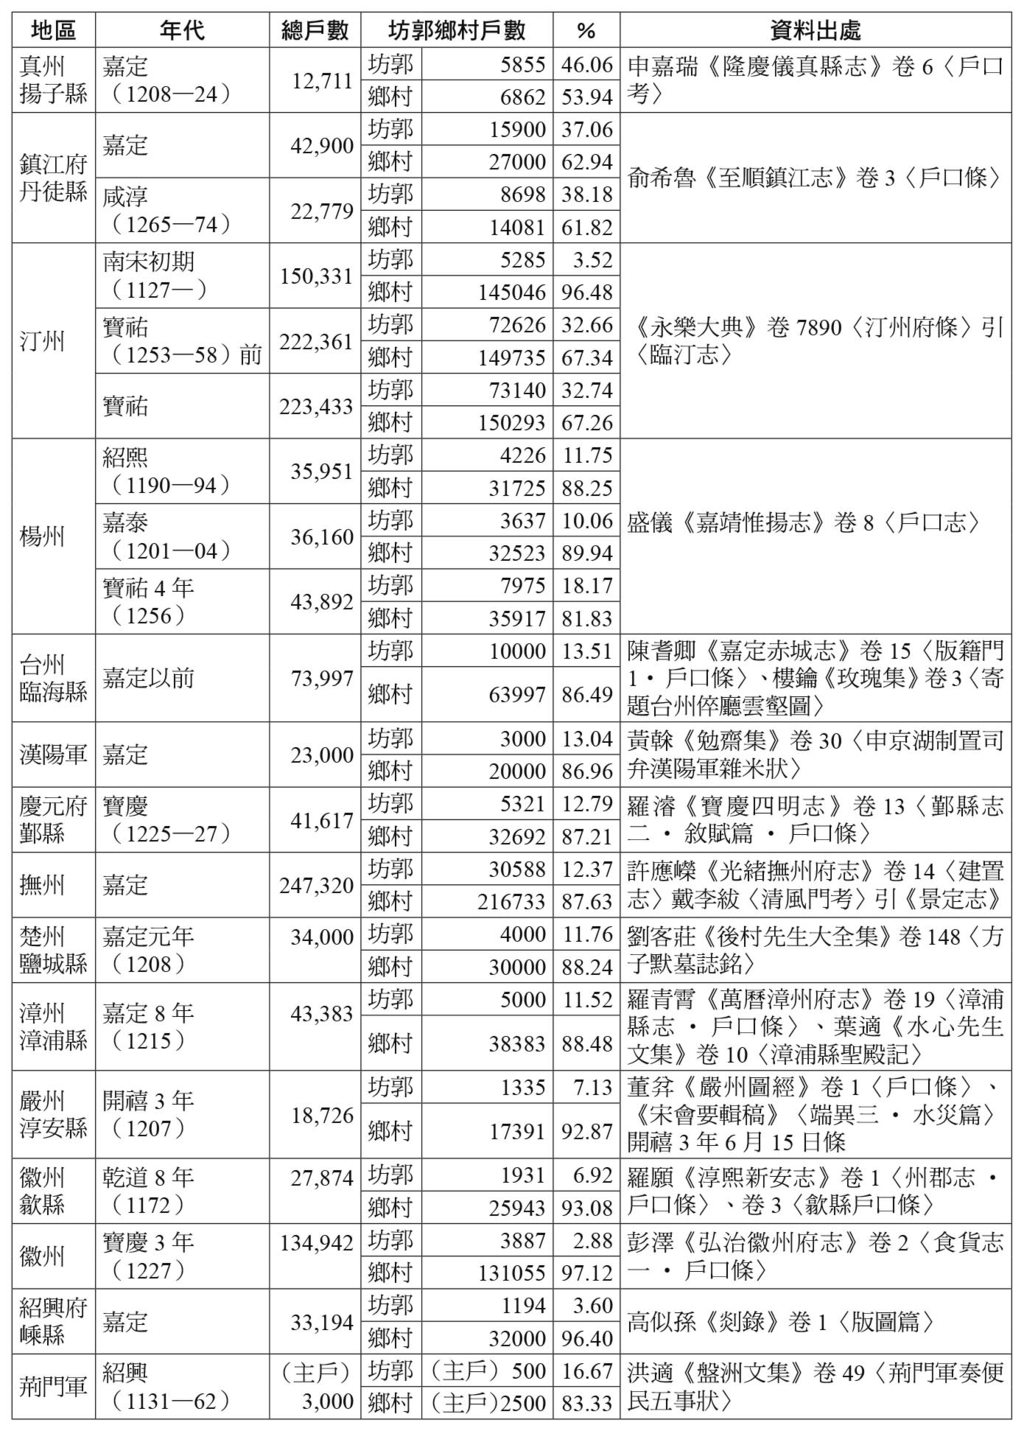 地區 年代 總戶數 坊郭鄉村戶數 % 資料出處
真州 嘉定 12,711 坊郭 5855 46.06 申嘉瑞《隆慶儀真縣志》卷 6〈戶口
揚子縣 （1208—24） 鄉村 6862 53.94 考〉
鎮江府 嘉定 42,900 坊郭 15900 37.06 俞希魯《至順鎮江志》卷 3〈戶口條〉
丹徒縣 鄉村 27000 62.94
咸淳 22,779 坊郭 8698 38.18
（1265—74） 鄉村 14081 61.82
汀州 南宋初期 150,331 坊郭 5285 3.52 《永樂大典》卷 7890〈汀州府條〉引
（1127—） 鄉村 145046 96.48 〈臨汀志〉
寶祐 222,361 坊郭 72626 32.66
（1253—58）前 鄉村 149735 67.34
寶祐 223,433 坊郭 73140 32.74
鄉村 150293 67.26
楊州 紹熙 35,951 坊郭 4226 11.75 盛儀《嘉靖惟揚志》卷 8〈戶口志〉
（1190—94） 鄉村 31725 88.25
嘉泰 36,160 坊郭 3637 10.06
（1201—04） 鄉村 32523 89.94
寶祐 4 年 43,892 坊郭 7975 18.17
（1256） 鄉村 35917 81.83
台州 嘉定以前 73,997 坊郭 10000 13.51 陳耆卿《嘉定赤城志》卷 15〈版籍門
臨海縣 鄉村 63997 86.49 1・戶口條〉、樓鑰《玫瑰集》卷 3〈寄
題台州倅廳雲壑圖〉
漢陽軍 嘉定 23,000 坊郭 3000 13.04 黃榦《勉齋集》卷 30〈申京湖制置司
鄉村 20000 86.96 弁漢陽軍雜米狀〉
慶元府 寶慶 41,617 坊郭 5321 12.79 羅濬《寶慶四明志》卷 13〈鄞縣志
鄞縣 （1225—27） 鄉村 32692 87.21 二・敘賦篇・戶口條〉
撫州 嘉定 247,320 坊郭 30588 12.37 許應嶸《光緒撫州府志》卷 14〈建置
鄉村 216733 87.63 志〉戴李紱〈清風門考〉引《景定志》
楚州 嘉定元年 34,000 坊郭 4000 11.76 劉客莊《後村先生大全集》卷 148〈方
鹽城縣 （1208） 鄉村 30000 88.24 子默墓誌銘〉
漳州 嘉定 8 年 43,383 坊郭 5000 11.52 羅青霄《萬曆漳州府志》卷 19〈漳浦
漳浦縣 （1215） 鄉村 38383 88.48 縣志・戶口條〉、葉適《水心先生
文集》卷 10〈漳浦縣聖殿記〉
嚴州 開禧 3 年 18,726 坊郭 1335 7.13 董弅《嚴州圖經》卷 1〈戶口條〉、
淳安縣 （1207） 鄉村 17391 92.87 《宋會要輯稿》〈端異三・水災篇〉
開禧 3 年 6 月 15 日條
徽州 乾道 8 年 27,874 坊郭 1931 6.92 羅願《淳熙新安志》卷 1〈州郡志・
歙縣 （1172） 鄉村 25943 93.08 戶口條〉、卷 3〈歙縣戶口條〉
徽州 寶慶 3 年 134,942 坊郭 3887 2.88 彭澤《弘治徽州府志》卷 2〈食貨志
（1227） 鄉村 131055 97.12 一・戶口條〉
紹興府 嘉定 33,194 坊郭 1194 3.60 高似孫《剡錄》卷 1〈版圖篇〉
嵊縣 鄉村 32000 96.40
荊門軍 紹興 （主戶） 坊郭 （主戶）500 16.67 洪適《盤洲文集》卷 49〈荊門軍奏便
（1131—62） 3,000 鄉村 （主戶）2500 83.33 民五事狀〉